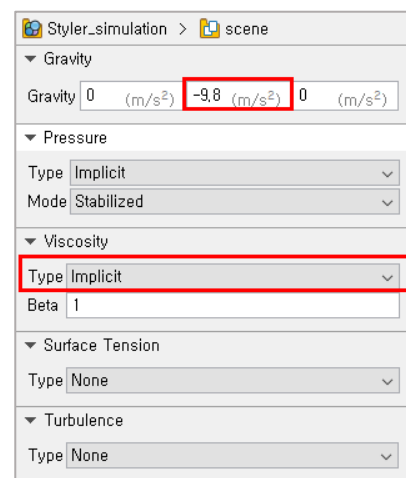 Styler_simulation > scene
Gravity
Gravity 0 (m/s²) -9,8 (m/s²) 0 (m/s²)
Pressure
Type Implicit
Mode Stabilized
Viscosity
Type Implicit
Beta 1
Surface Tension
Type None
Turbulence
Type None